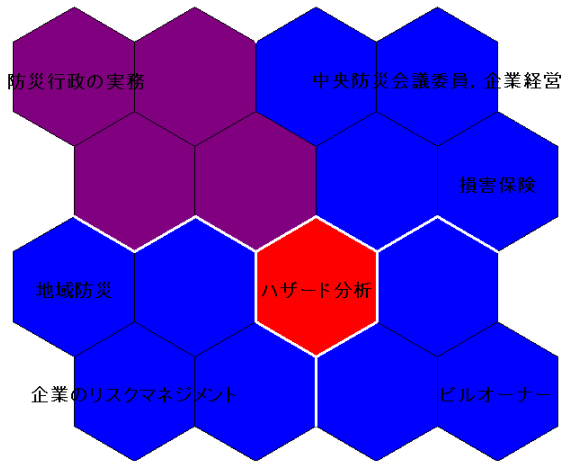 防災行政の実務
中央防災会議委員，企業経営
損害保険
地域防災
ハザード分析
企業のリスクマネジメント
ビルオーナー